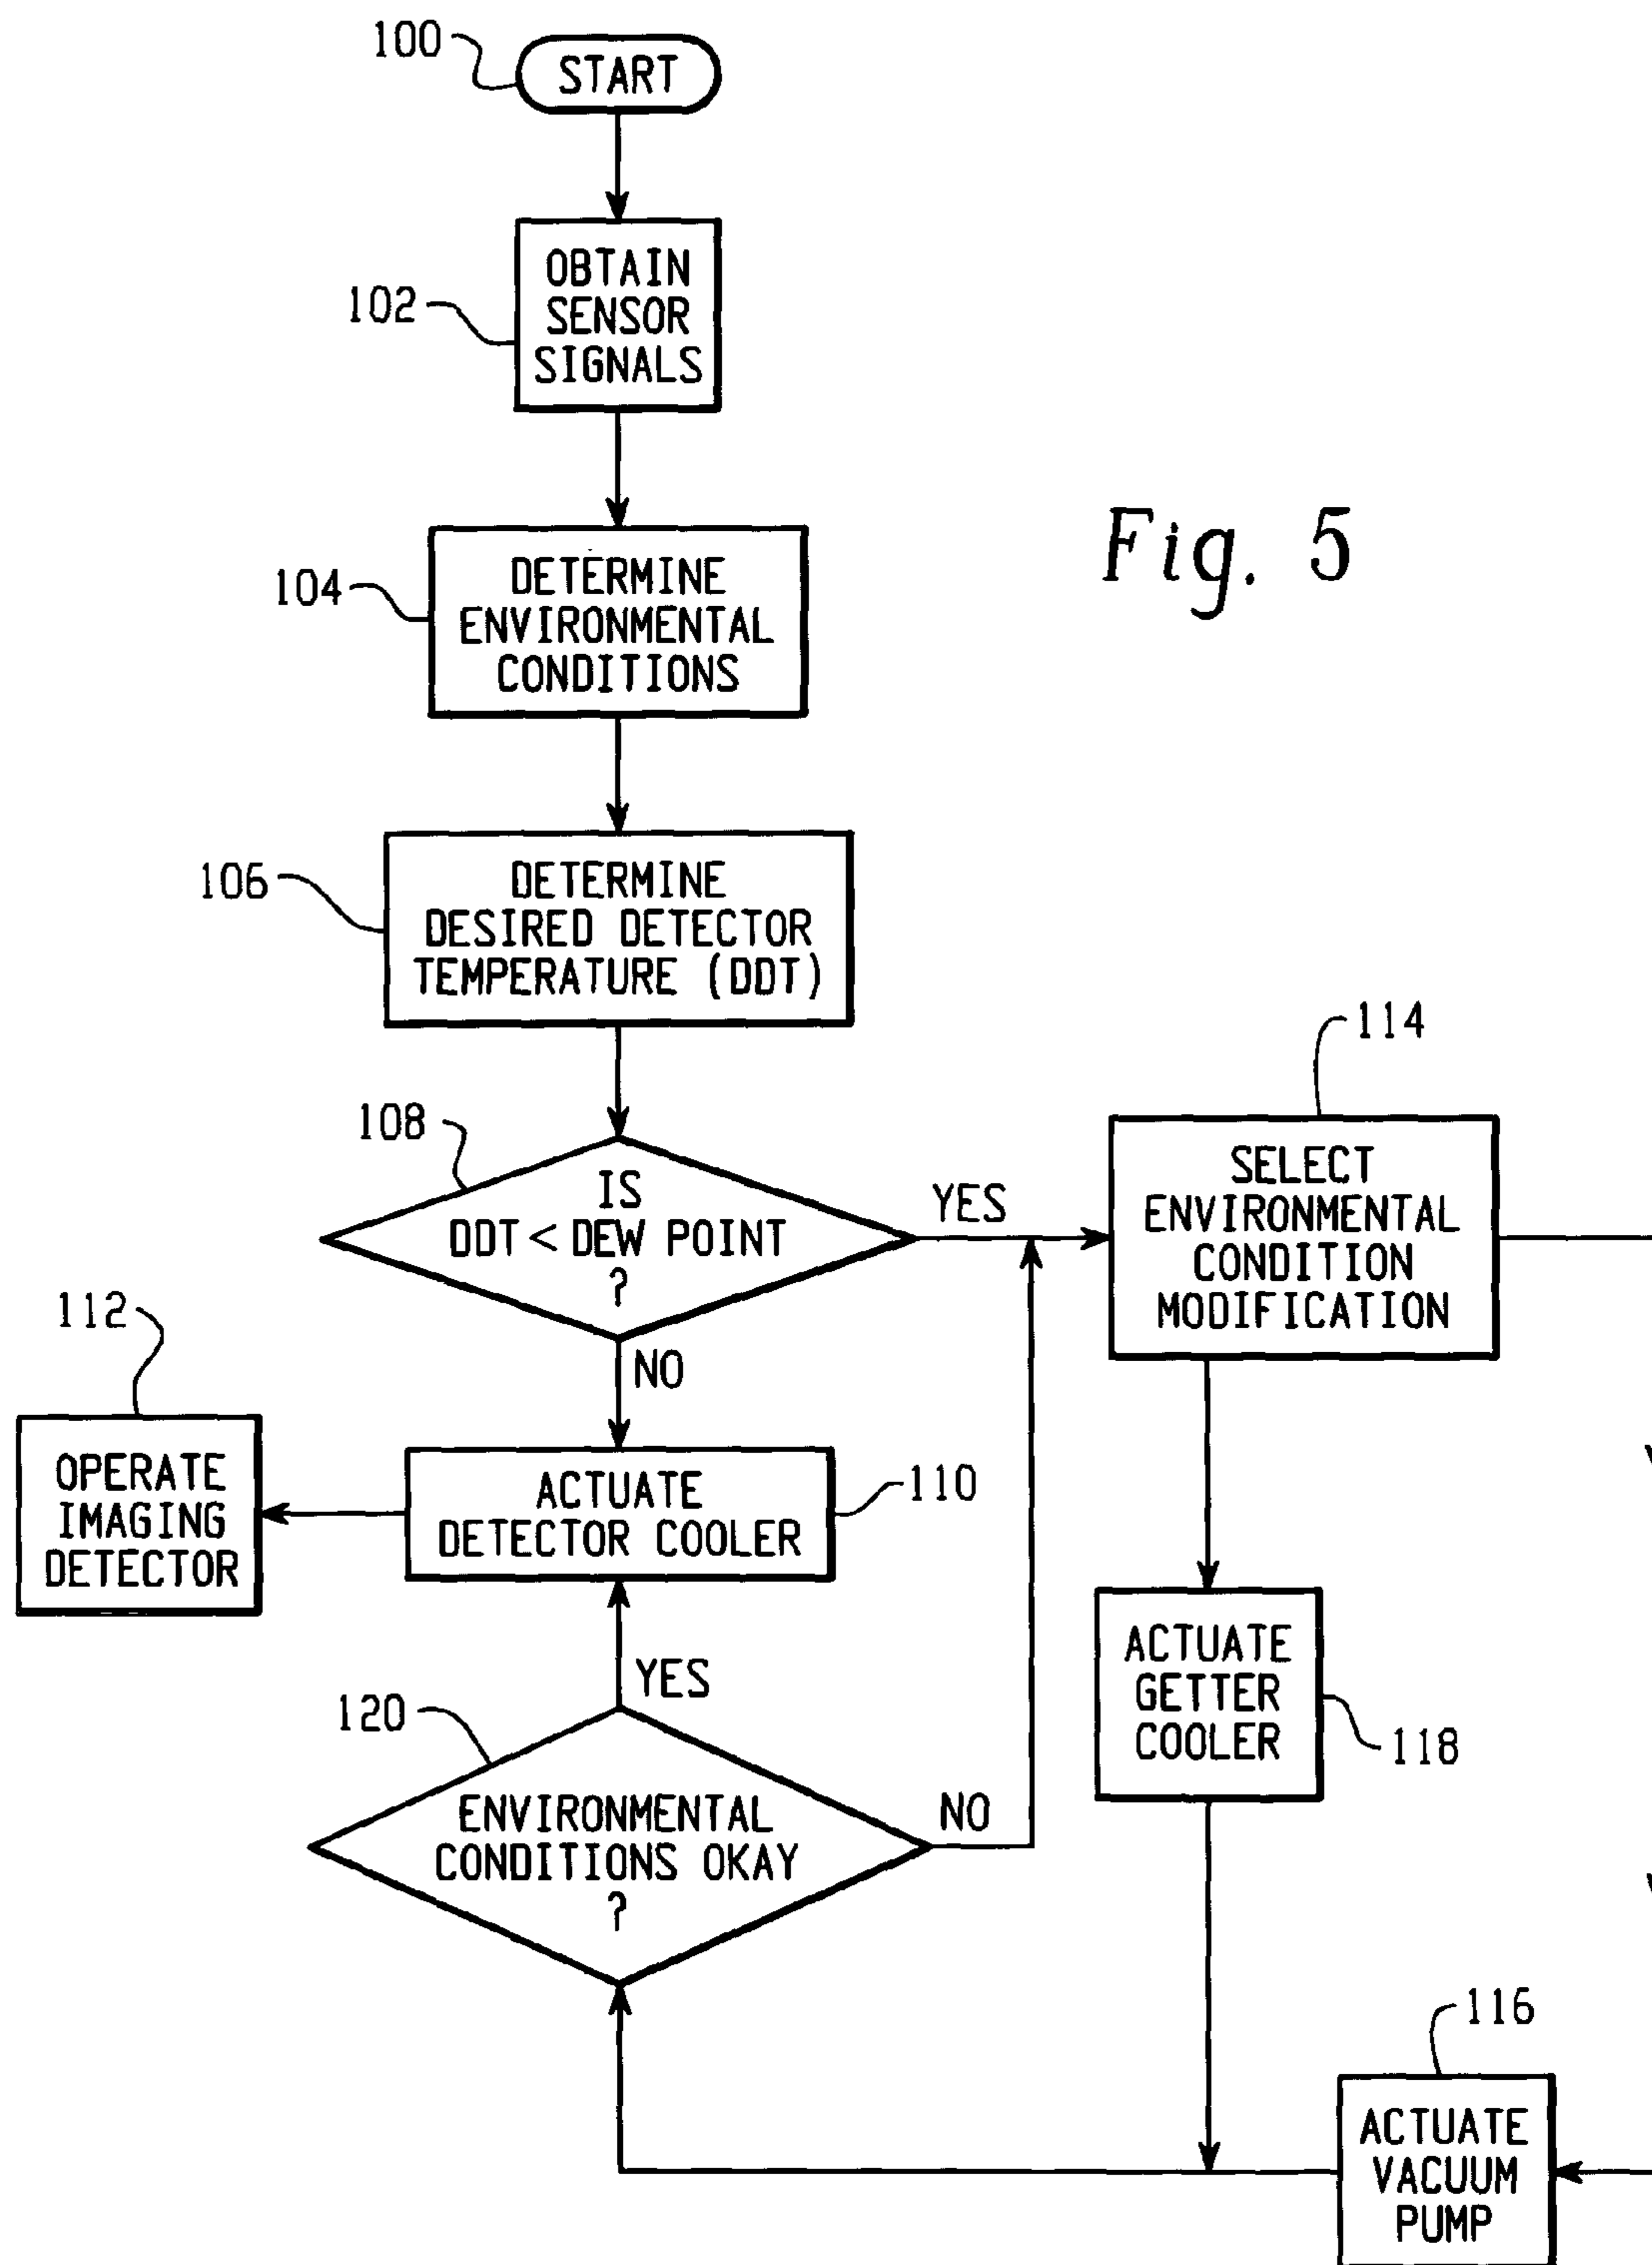 100
START
102
OBTAIN
SENSOR
SIGNALS
Fig. 5
104
DETERMINE
ENVIRONMENTAL
CONDITIONS
106
DETERMINE
DESIRED DETECTOR
TEMPERATURE (DDT)
108
IS
DDT < DEW POINT
?
YES
NO
114
SELECT
ENVIRONMENTAL
CONDITION
MODIFICATION
112
OPERATE
IMAGING
DETECTOR
ACTUATE
DETECTOR COOLER
110
YES
120
ENVIRONMENTAL
CONDITIONS OKAY
?
NO
ACTUATE
GETTER
COOLER
118
116
ACTUATE
VACUUM
PUMP